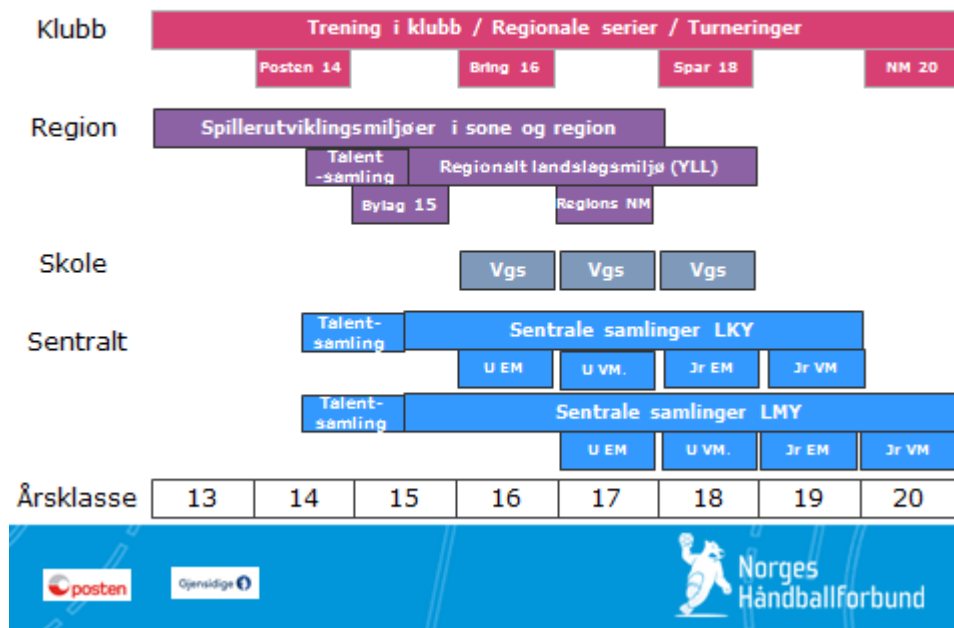 Klubb
Trening i klubb / Regionale serier / Turneringer
Posten 14
Bring 16
Spar 18
NM 20
Region
Spillerutviklingsmiljøer i sone og region
Talent
-samling
Regionalt landslagsmiljø (YLL)
Bylag 15
Regions NM
Skole
Vgs
Vgs
Vgs
Sentralt
Talent-
samling
Sentrale samlinger LKY
U EM
U VM.
Jr EM
Jr VM
Talent-
samling
Sentrale samlinger LMY
U EM
U VM.
Jr EM
Jr VM
Årsklasse
13
14
15
16
17
18
19
20
posten
Gjensidige
Norges
Håndballforbund